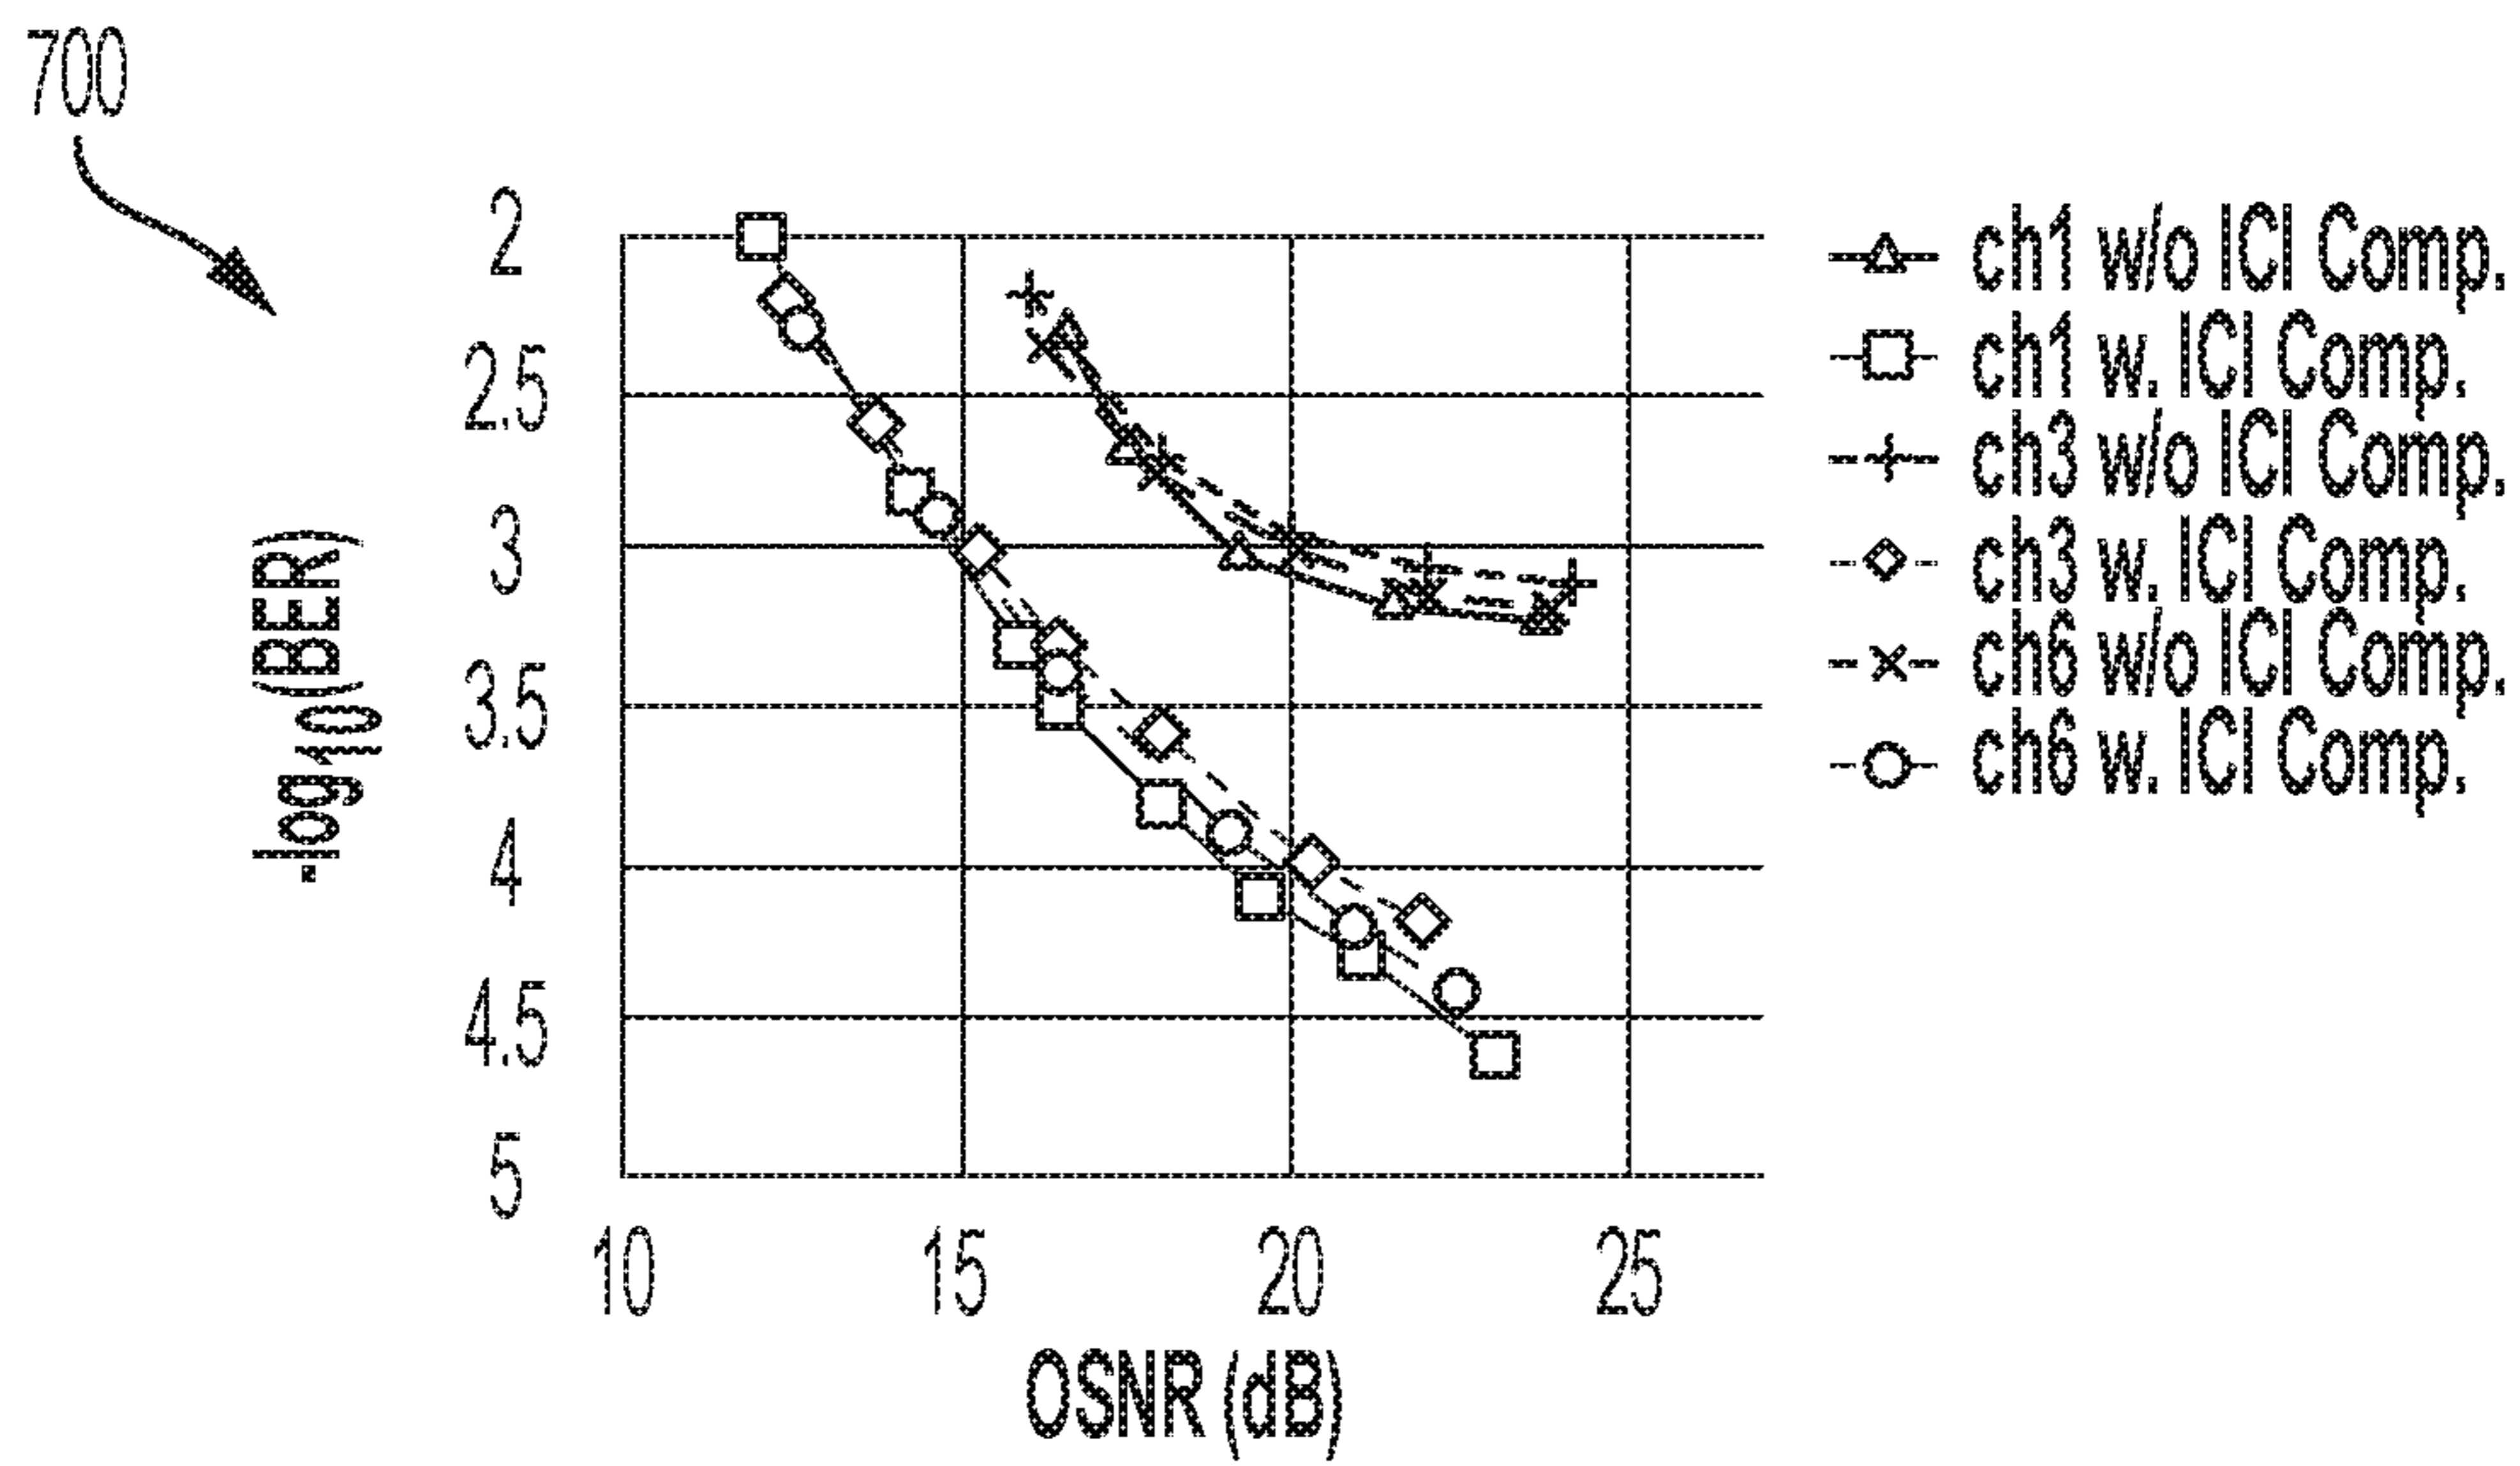 700
2
2.5
3
3.5
4
4.5
5
-log10(BER)
10 15 20 25
OSNR (dB)
ch1 w/o ICI Comp.
ch1 w. ICI Comp.
ch3 w/o ICI Comp.
ch3 w. ICI Comp.
ch6 w/o ICI Comp.
ch6 w. ICI Comp.